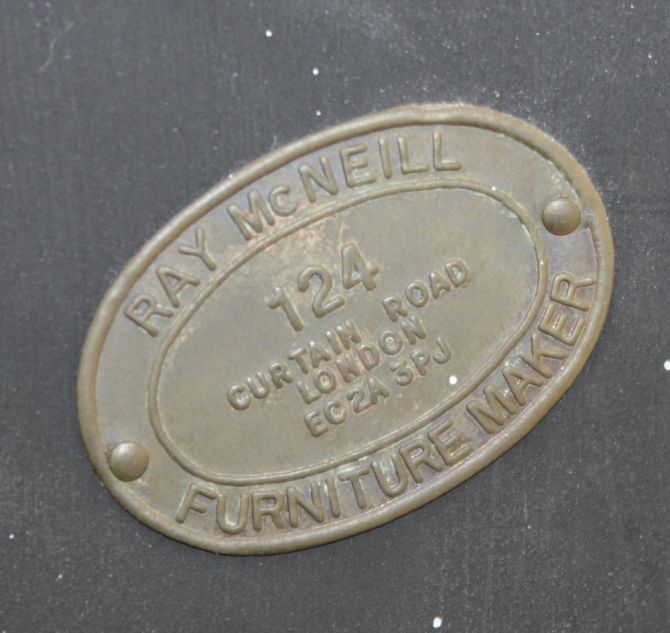 RAY McNEILL
124
CURTAIN ROAD
LONDON
EC2A 3PJ
FURNITURE MAKER